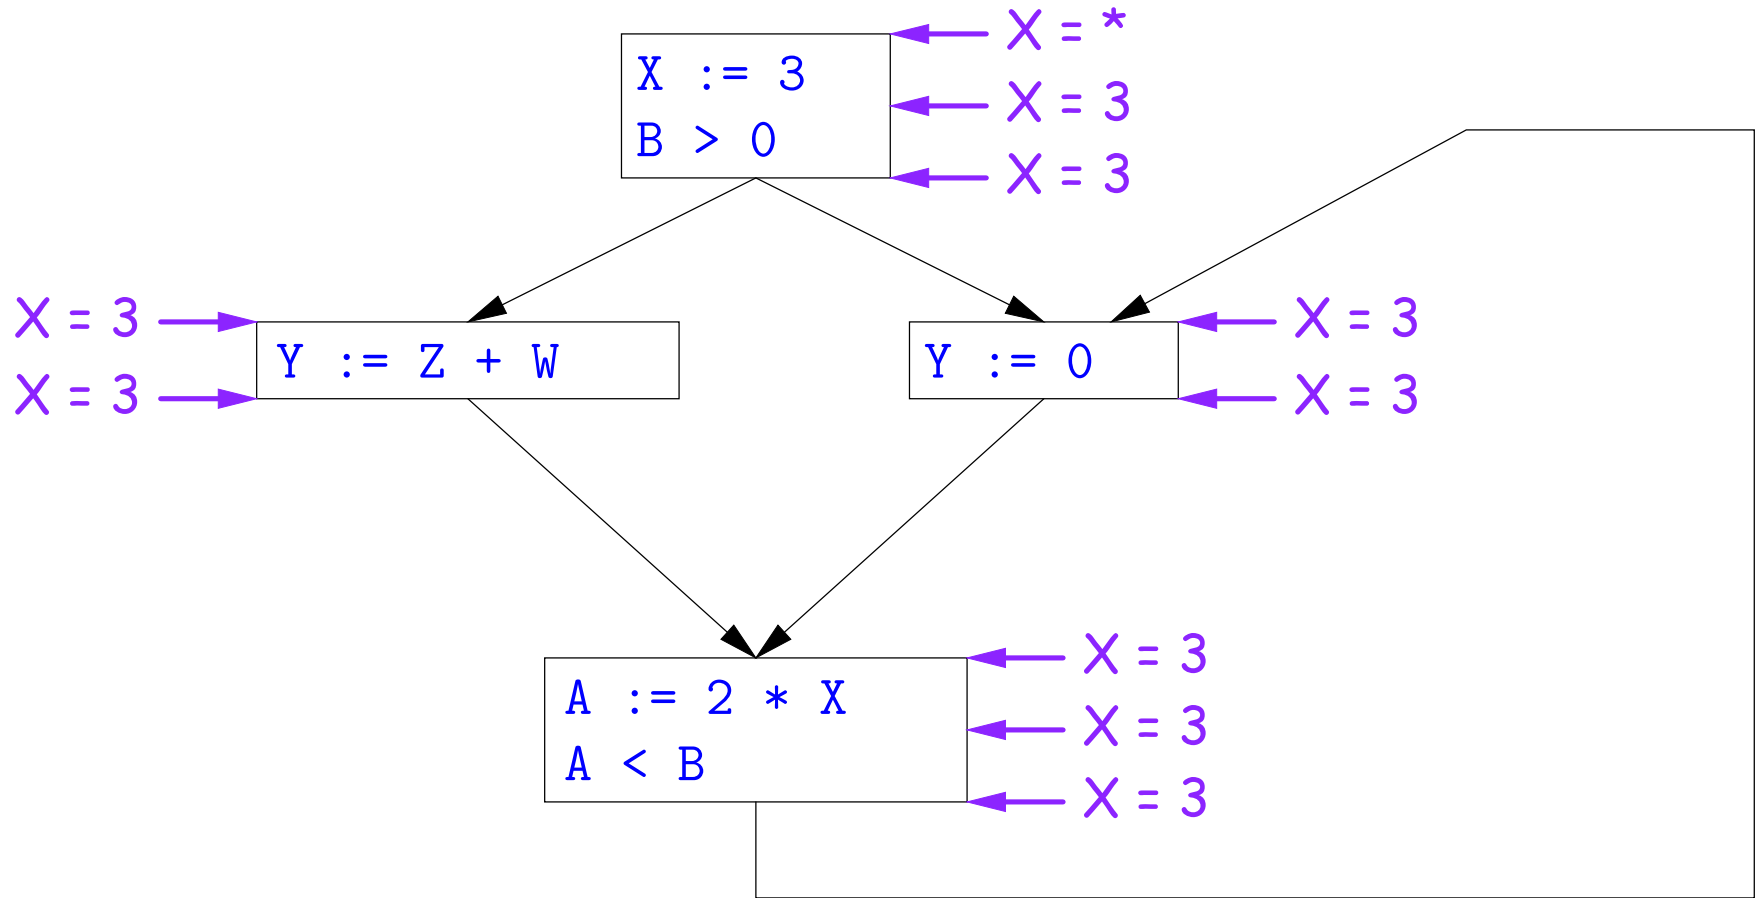 X = *
X := 3
X = 3
B > 0
X = 3
X = 3
X = 3
Y := Z + W
Y := 0
X = 3
X = 3
X = 3
A := 2 * X
X = 3
A < B
X = 3